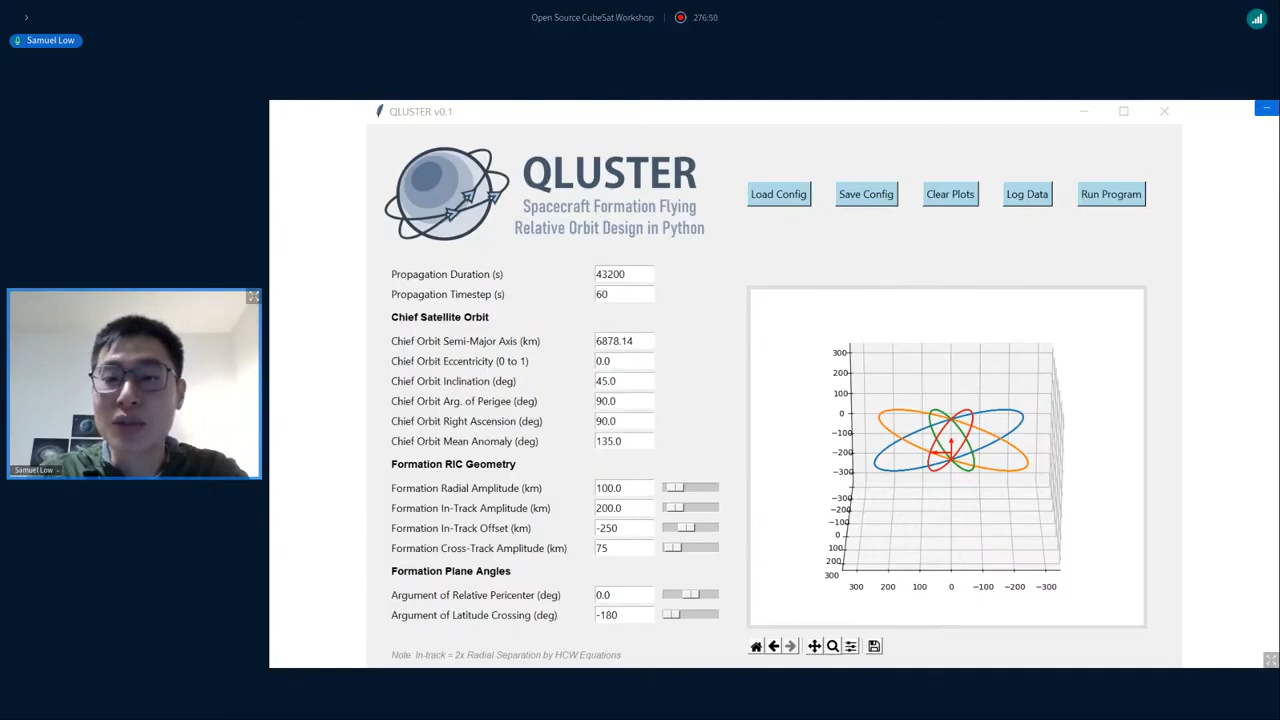 Open Source CubeSat Workshop
276:50
Samuel Low
QLUSTER v0.1
QLUSTER
Spacecraft Formation Flying
Relative Orbit Design in Python
Load Config
Save Config
Clear Plots
Log Data
Run Program
Propagation Duration (s) 43200
Propagation Timestep (s) 60
Chief Satellite Orbit
Chief Orbit Semi-Major Axis (km) 6878.14
Chief Orbit Eccentricity (0 to 1) 0.0
Chief Orbit Inclination (deg) 45.0
Chief Orbit Arg. of Perigee (deg) 90.0
Chief Orbit Right Ascension (deg) 90.0
Chief Orbit Mean Anomaly (deg) 135.0
Formation RIC Geometry
Formation Radial Amplitude (km) 100.0
Formation In-Track Amplitude (km) 200.0
Formation In-Track Offset (km) -250
Formation Cross-Track Amplitude (km) 75
Formation Plane Angles
Argument of Relative Pericenter (deg) 0.0
Argument of Latitude Crossing (deg) -180
Note: In-track = 2x Radial Separation by HCW Equations
300
200
100
0
−100
−200
−300
−300
−200
−100
0
100
200
300
300 200 100 0 −100 −200 −300
Samuel Low